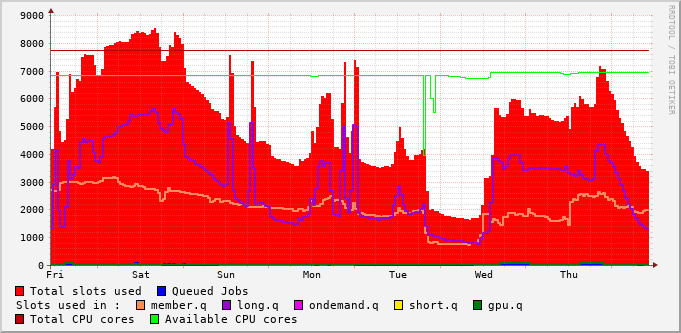 9000
8000
7000
6000
5000
4000
3000
2000
1000
0
Fri Sat Sun Mon Tue Wed Thu
RRDTOOL / TOBI OETIKER
Total slots used Queued Jobs
Slots used in : member.q long.q ondemand.q short.q gpu.q
Total CPU cores Available CPU cores